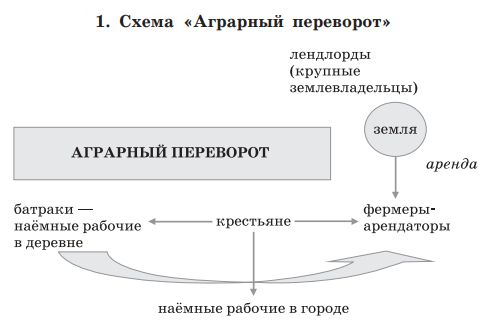 1. Схема «Аграрный переворот»
лендлорды
(крупные
землевладельцы)
земля
АГРАРНЫЙ ПЕРЕВОРОТ
аренда
батраки —
наёмные рабочие
в деревне
крестьяне
фермеры-
арендаторы
наёмные рабочие в городе